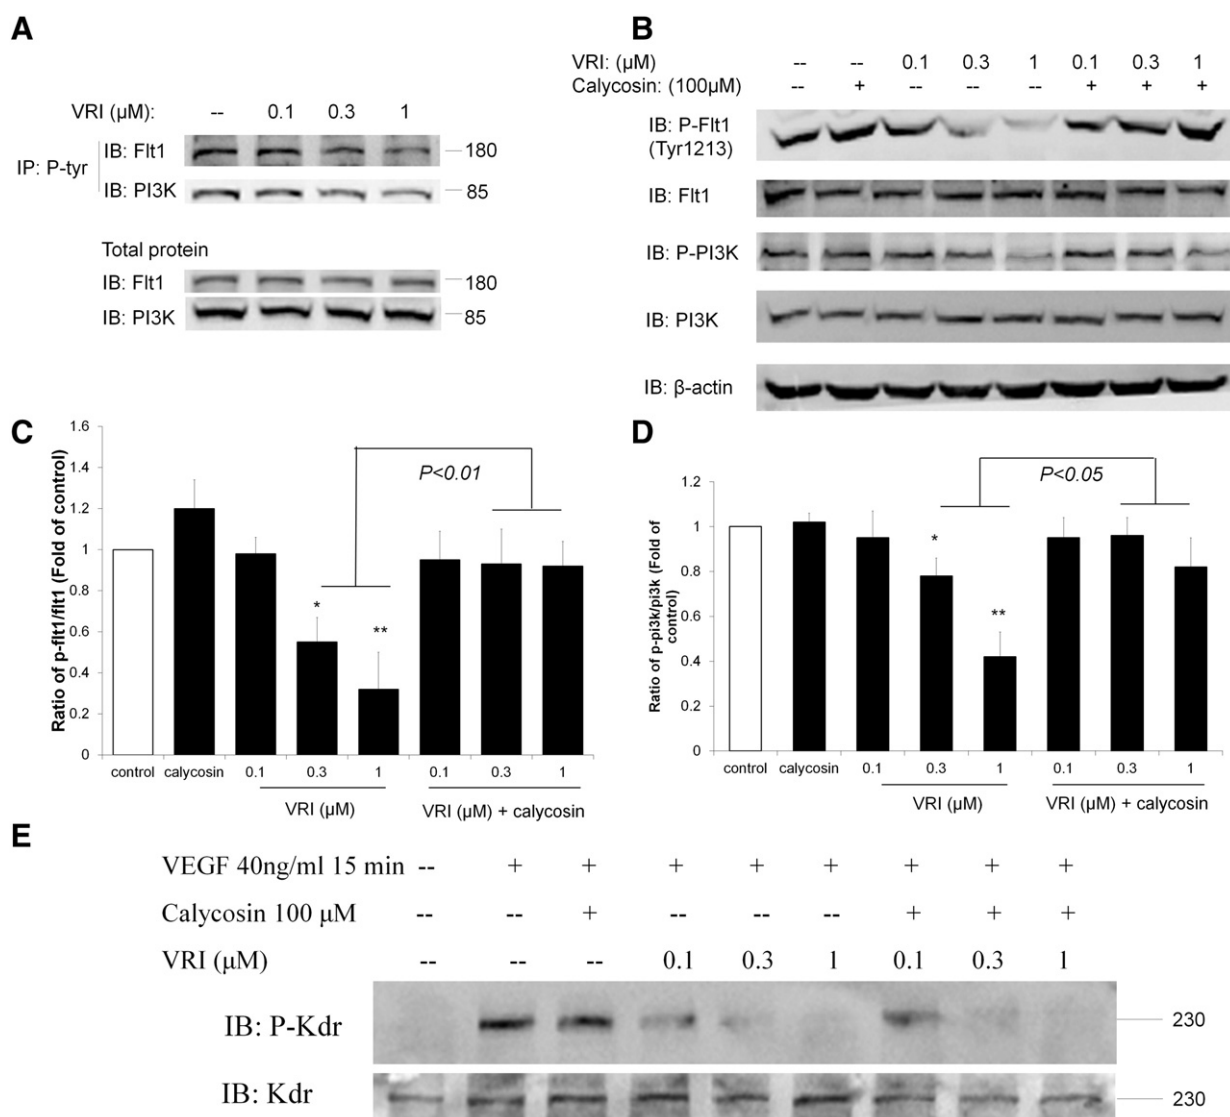 A
VRI (μM): -- 0.1 0.3 1
IP: P-tyr
IB: Flt1 180
IB: PI3K 85
Total protein
IB: Flt1 180
IB: PI3K 85
B
VRI: (μM) -- -- 0.1 0.3 1 0.1 0.3 1
Calycosin: (100μM) -- + -- -- -- + + +
IB: P-Flt1
(Tyr1213)
IB: Flt1
IB: P-PI3K
IB: PI3K
IB: β-actin
C
Ratio of p-flt1/flt1 (Fold of control)
1.6
1.4
1.2
1
0.8
0.6
0.4
0.2
0
P<0.01
*
**
control calycosin 0.1 0.3 1 0.1 0.3 1
VRI (μM) VRI (μM) + calycosin
D
Ratio of p-pi3k/pi3k (Fold of
control)
1.2
1
0.8
0.6
0.4
0.2
0
P<0.05
*
**
control calycosin 0.1 0.3 1 0.1 0.3 1
VRI (μM) VRI (μM) + calycosin
E
VEGF 40ng/ml 15 min -- + + + + + + + +
Calycosin 100 μM -- -- + -- -- -- + + +
VRI (μM) -- -- -- 0.1 0.3 1 0.1 0.3 1
IB: P-Kdr 230
IB: Kdr 230